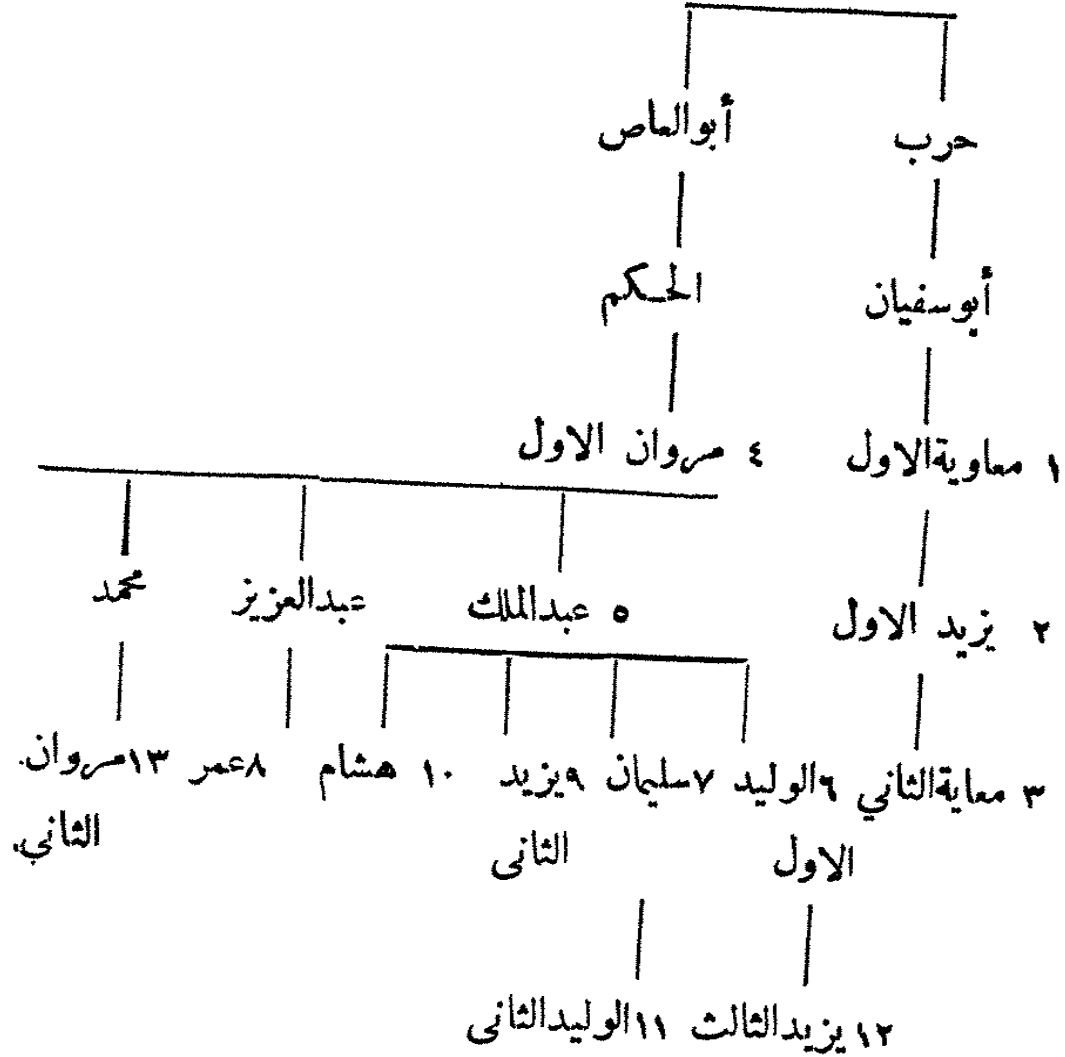 حرب أبوالعاص
أبوسفيان الحكم
١ معاويةالاول ٤ مروان الاول
٢ يزيد الاول ٥ عبدالملك عبدالعزيز محمد
٣ معايةالثاني ٦الوليد ٧سليمان ٩يزيد ١٠ هشام ٨عمر ١٣مروان
الاول الثانى الثاني
١٢يزيدالثالث ١١الوليدالثانى